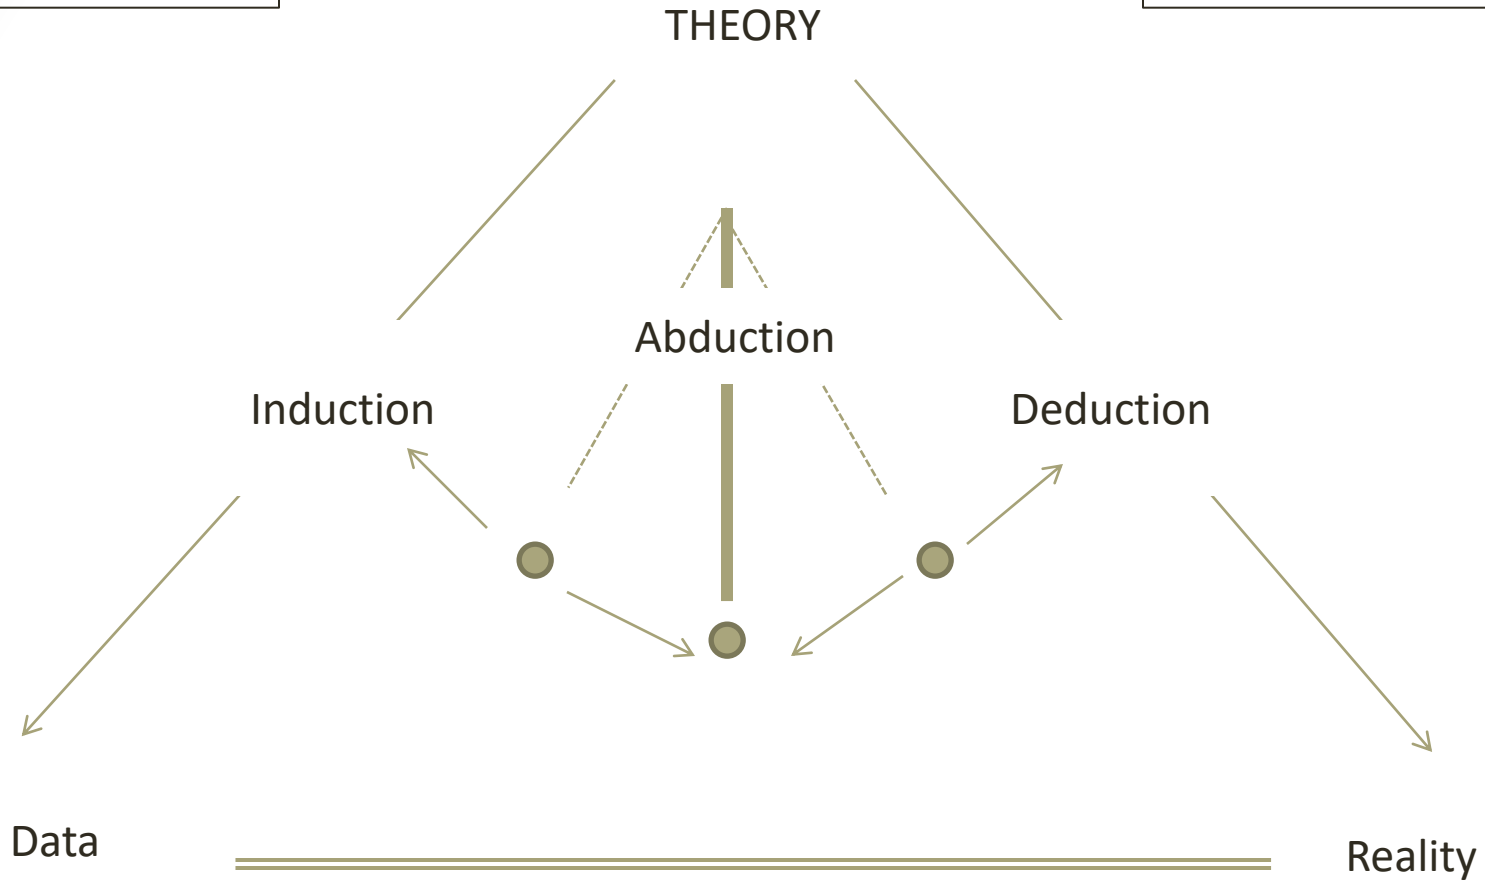 THEORY
Abduction
Induction
Deduction
Data
Reality